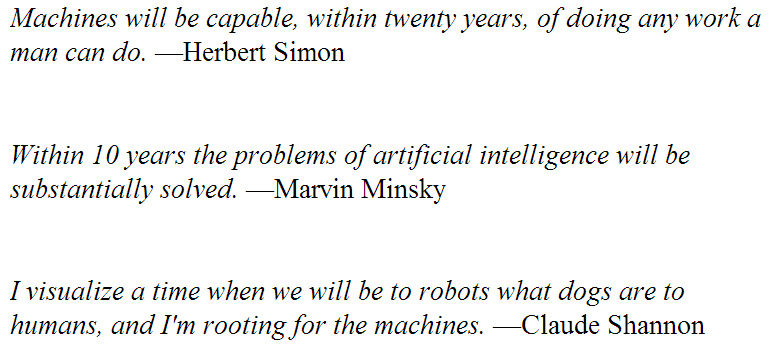 Machines will be capable, within twenty years, of doing any work a
man can do. —Herbert Simon
Within 10 years the problems of artificial intelligence will be
substantially solved. —Marvin Minsky
I visualize a time when we will be to robots what dogs are to
humans, and I'm rooting for the machines. —Claude Shannon